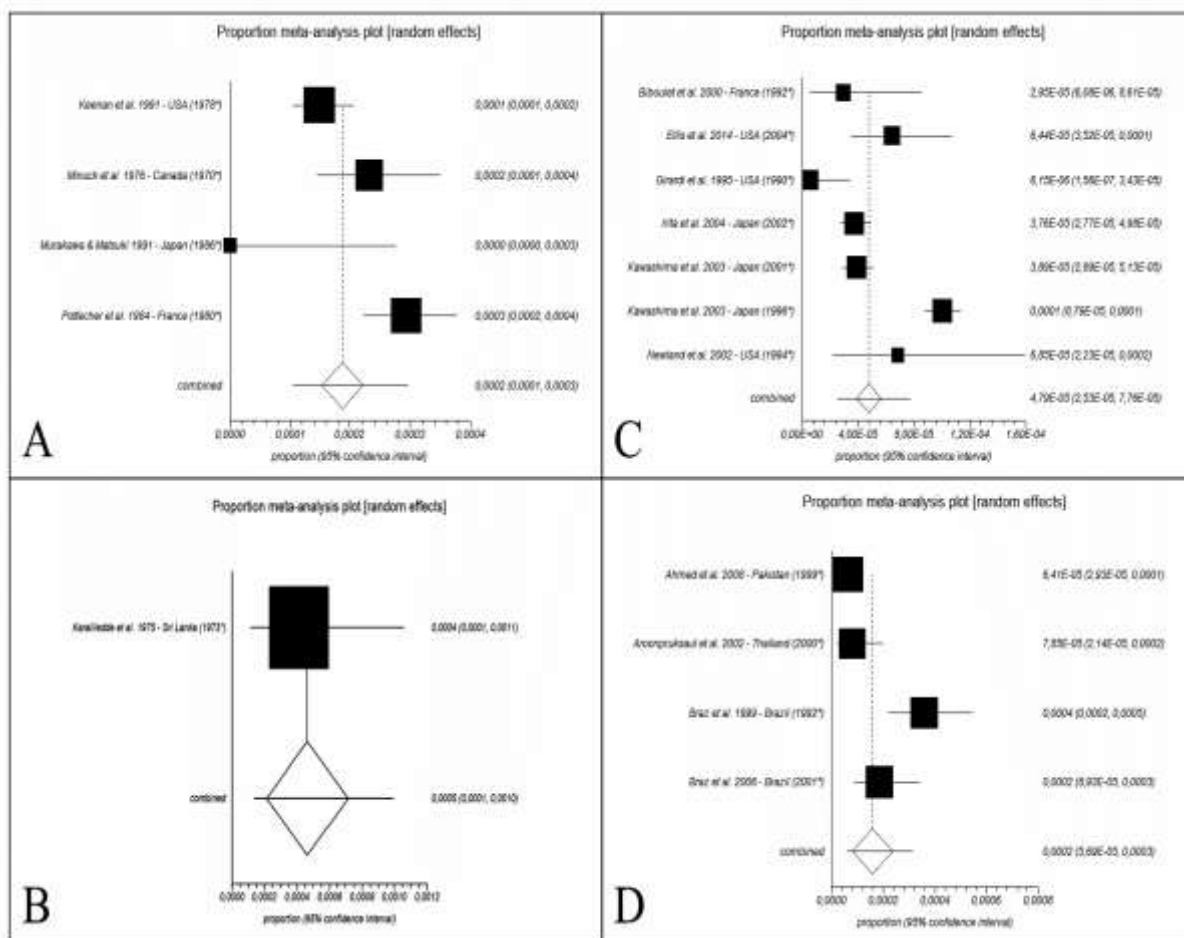 Proportion meta-analysis plot [random effects]
Keenan et al. 1991 - USA (1978*)
0,0001 (0,0001, 0,0002)
Minuck et al. 1976 - Canada (1970*)
0,0002 (0,0001, 0,0004)
Murakawa & Matsuki 1991 - Japan (1986*)
0,0000 (0,0000, 0,0003)
Pottecher et al. 1984 - France (1980*)
0,0003 (0,0002, 0,0004)
combined
0,0002 (0,0001, 0,0003)
0,0000 0,0001 0,0002 0,0003 0,0004
proportion (95% confidence interval)
A
Proportion meta-analysis plot [random effects]
Biboulet et al. 2000 - France (1992*)
2,95E-05 (6,08E-06, 8,61E-05)
Ellis et al. 2014 - USA (2004*)
6,44E-05 (3,52E-05, 0,0001)
Girardi et al. 1995 - USA (1990*)
6,15E-06 (1,56E-07, 3,43E-05)
Irita et al. 2004 - Japan (2002*)
3,76E-05 (2,77E-05, 4,98E-05)
Kawashima et al. 2003 - Japan (2001*)
3,89E-05 (2,89E-05, 5,13E-05)
Kawashima et al. 2003 - Japan (1996*)
0,0001 (8,79E-05, 0,0001)
Newland et al. 2002 - USA (1994*)
6,85E-05 (2,23E-05, 0,0002)
combined
4,79E-05 (2,53E-05, 7,76E-05)
0,00E+00 4,00E-05 8,00E-05 1,20E-04 1,60E-04
proportion (95% confidence interval)
C
Proportion meta-analysis plot [random effects]
et al. 1975 - Sri Lanka (1973*)
0,0004 (0,0001, 0,0011)
combined
0,0005 (0,0001, 0,0010)
0,0000 0,0002 0,0004 0,0006 0,0008 0,0010 0,0012
proportion (95% confidence interval)
B
Proportion meta-analysis plot [random effects]
Ahmed et al. 2006 - Pakistan (1999*)
6,41E-05 (2,93E-05, 0,0001)
et al. 2002 - Thailand (2000*)
7,85E-05 (2,14E-05, 0,0002)
Braz et al. 1999 - Brazil (1992*)
0,0004 (0,0002, 0,0005)
Braz et al. 2006 - Brazil (2001*)
0,0002 (8,93E-05, 0,0003)
combined
0,0002 (5,69E-05, 0,0003)
0,0000 0,0002 0,0004 0,0006 0,0008
proportion (95% confidence interval)
D